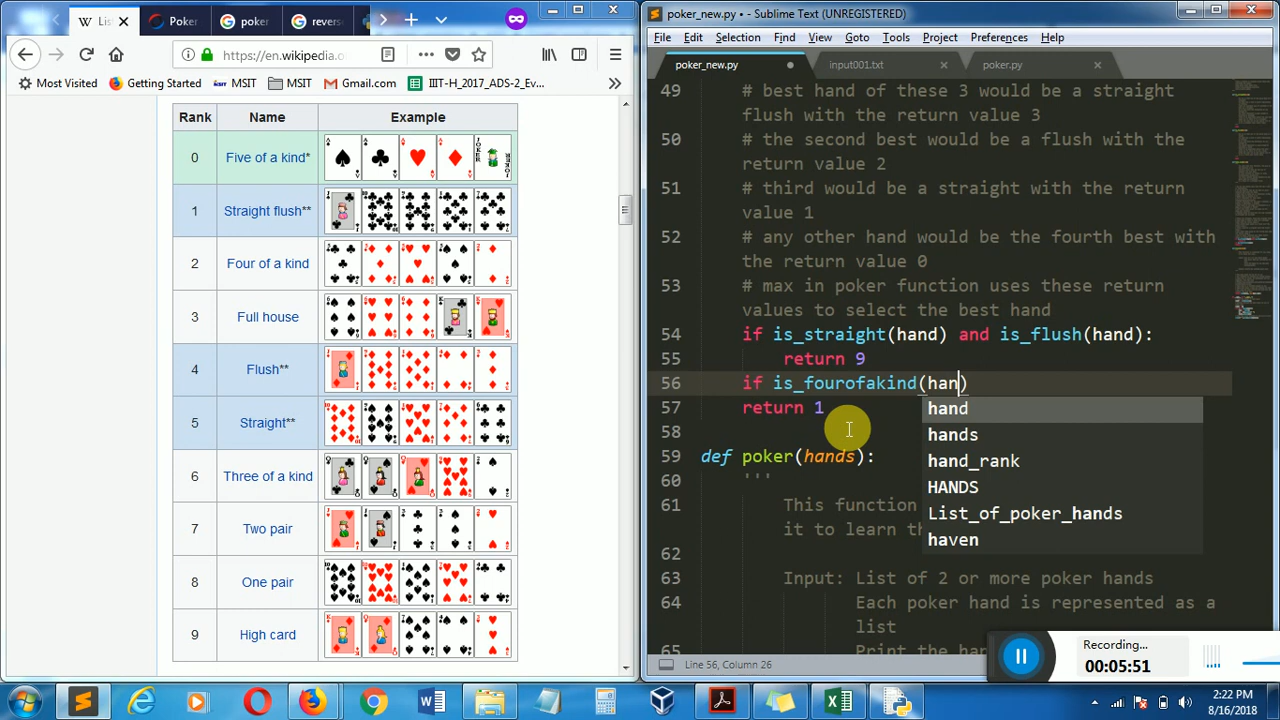 Lis
Poker
poker
revers
poker_new.py • - Sublime Text (UNREGISTERED)
File Edit Selection Find View Goto Tools Project Preferences Help
https://en.wikipedia.o
Most Visited Getting Started MSIT MSIT Gmail.com IIIT-H_2017_ADS-2_Ev...
poker_new.py input001.txt poker.py
Rank Name Example
0 Five of a kind*
1 Straight flush**
2 Four of a kind
3 Full house
4 Flush**
5 Straight**
6 Three of a kind
7 Two pair
8 One pair
9 High card
49 # best hand of these 3 would be a straight
flush with the return value 3
50 # the second best would be a flush with the
return value 2
51 # third would be a straight with the return
value 1
52 # any other hand would be the fourth best with
the return value 0
53 # max in poker function uses these return
values to select the best hand
54 if is_straight(hand) and is_flush(hand):
55 return 9
56 if is_fourofakind(han)
57 return 1
58
59 def poker(hands):
60 '''
61 This function
it to learn th
62
63 Input: List of 2 or more poker hands
64 Each poker hand is represented as a
list
65 Print the han
hand
hands
hand_rank
HANDS
List_of_poker_hands
haven
Line 56, Column 26
Recording...
00:05:51
2:22 PM
8/16/2018